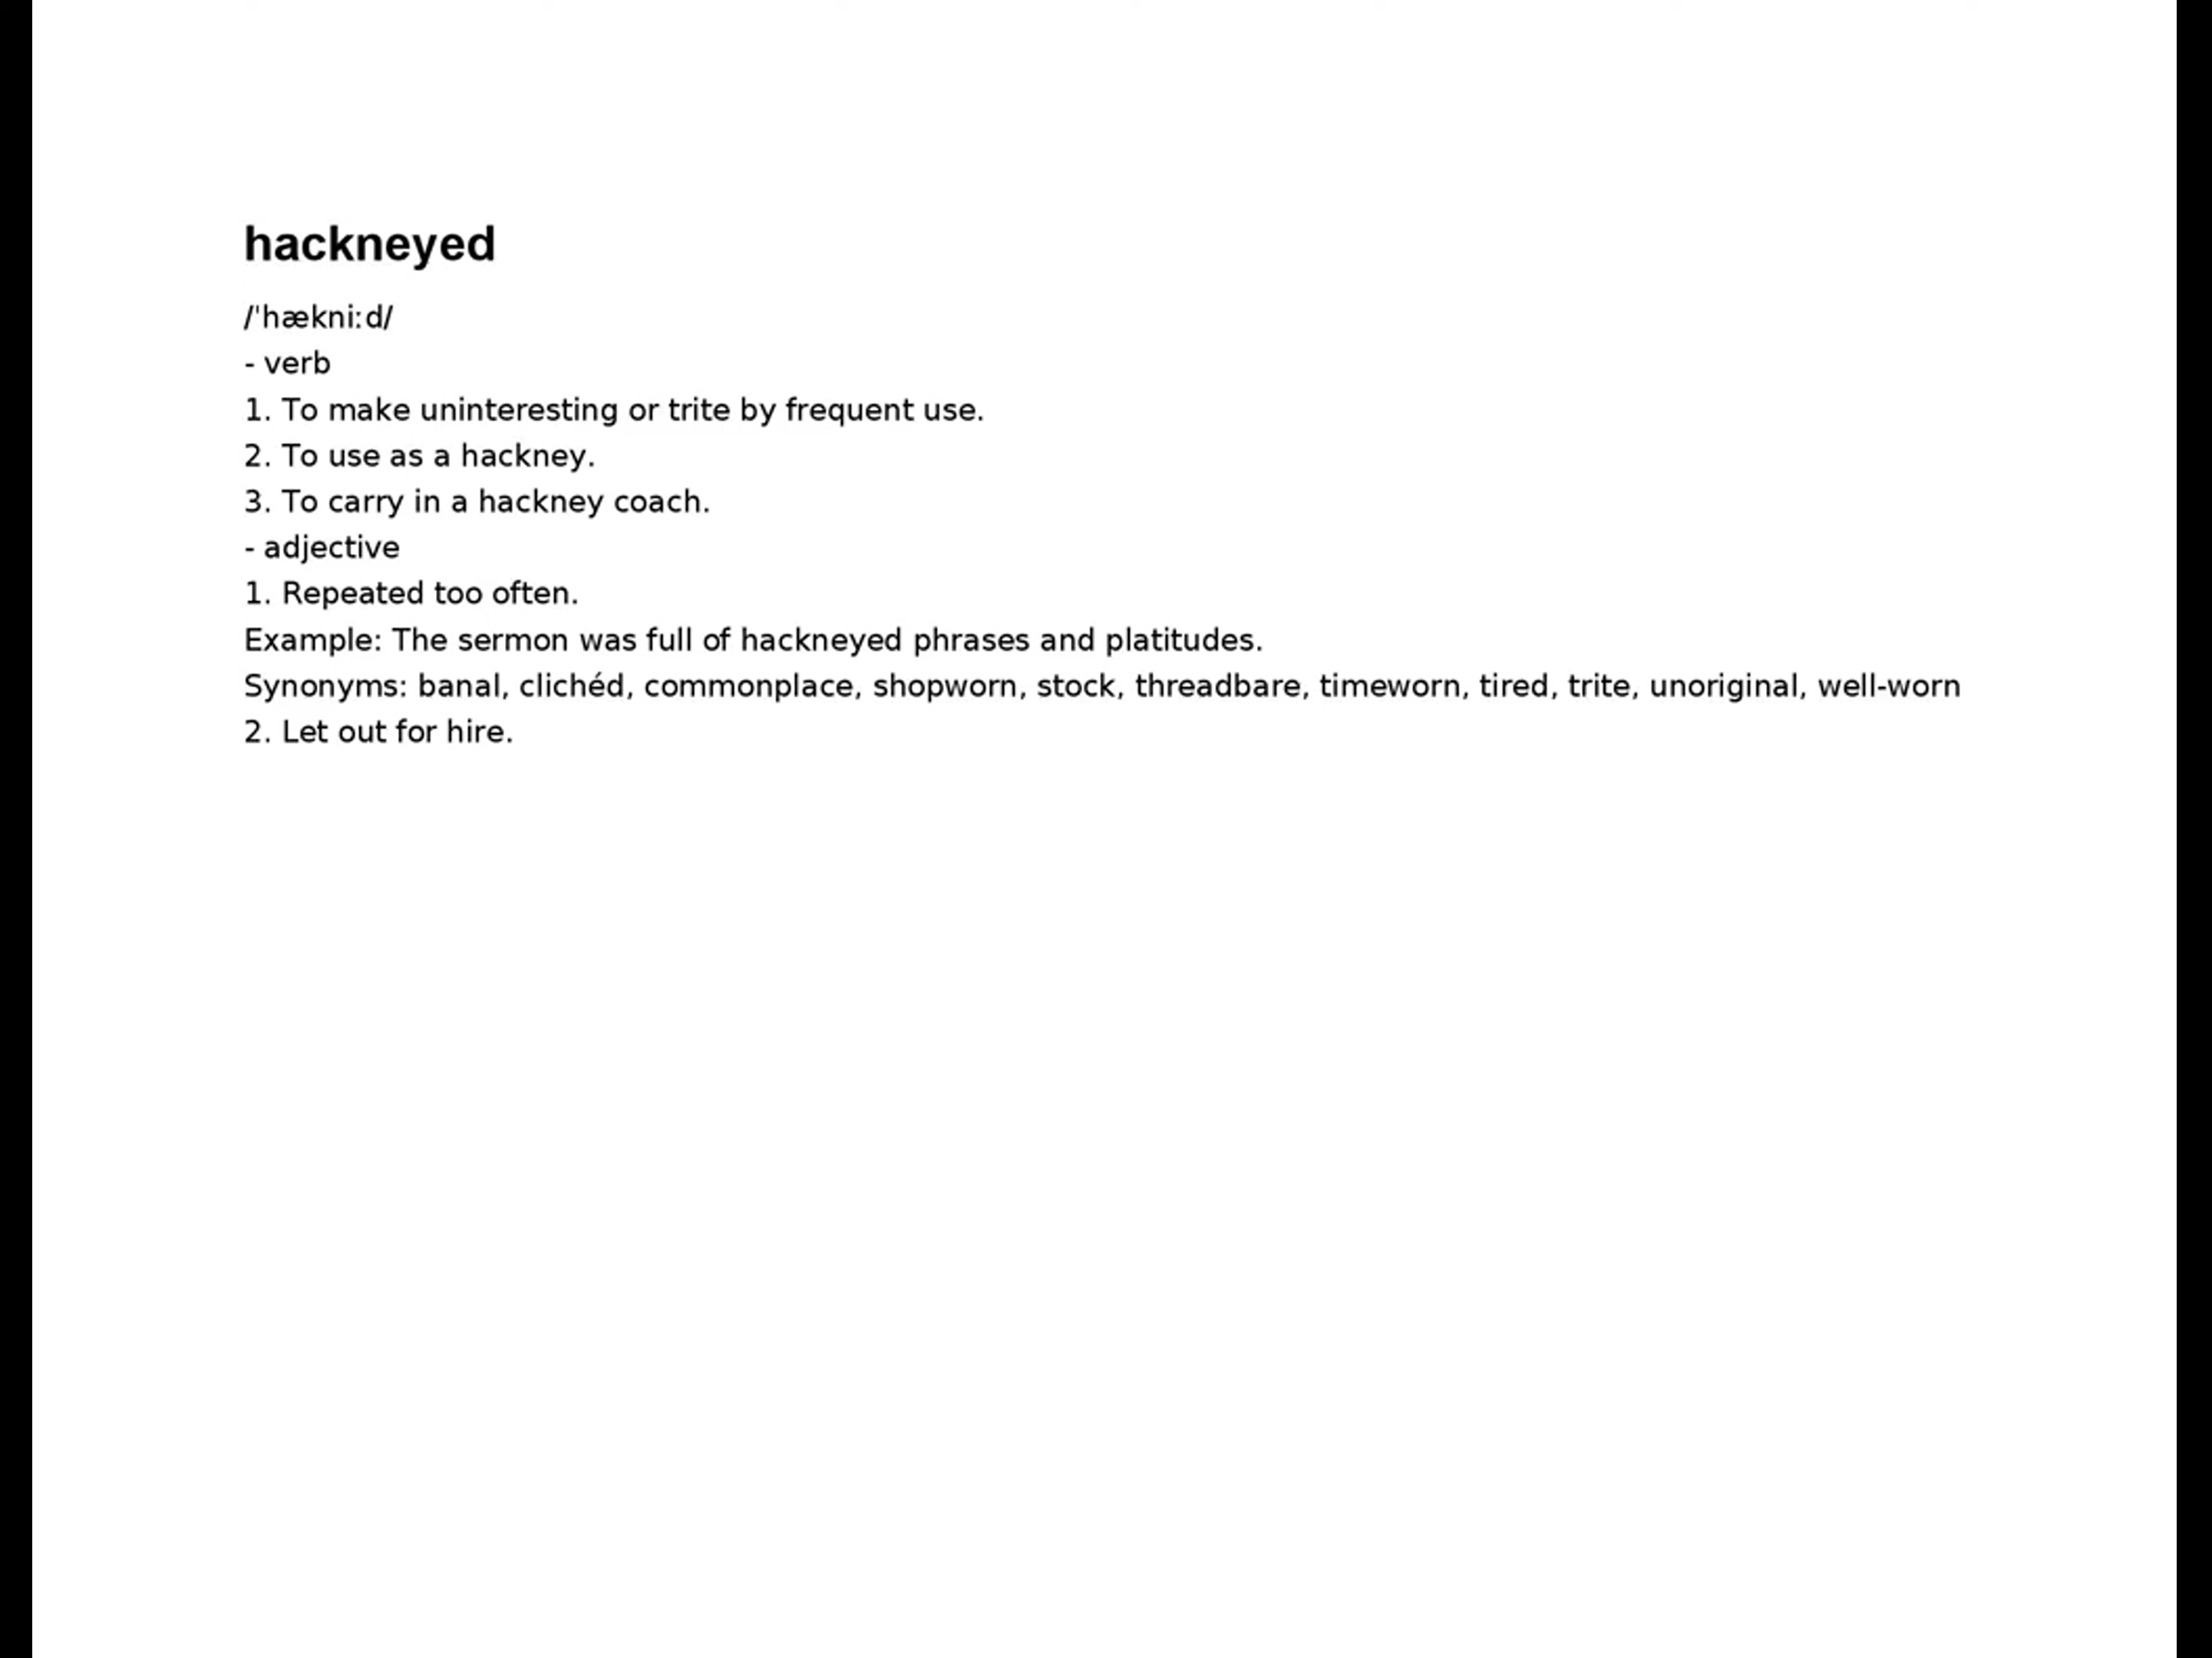 hackneyed
/ˈhækniːd/
- verb
1. To make uninteresting or trite by frequent use.
2. To use as a hackney.
3. To carry in a hackney coach.
- adjective
1. Repeated too often.
Example: The sermon was full of hackneyed phrases and platitudes.
Synonyms: banal, clichéd, commonplace, shopworn, stock, threadbare, timeworn, tired, trite, unoriginal, well-worn
2. Let out for hire.